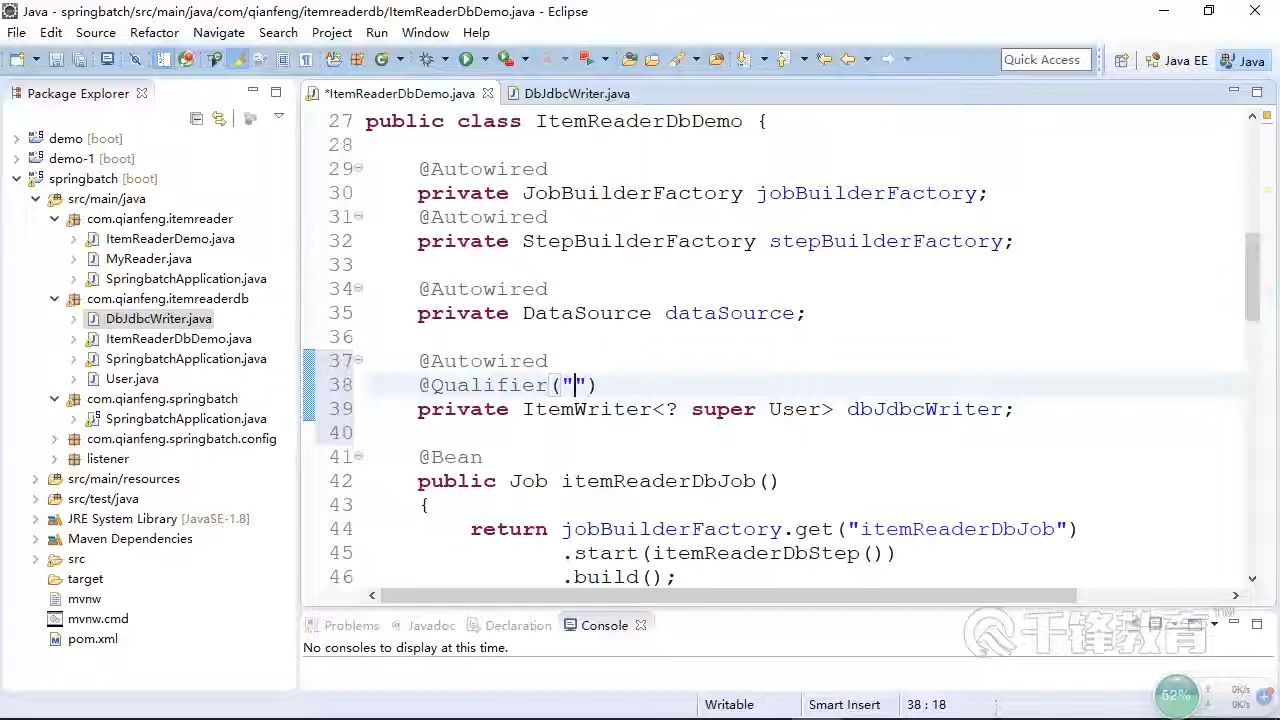 Java - springbatch/src/main/java/com/qianfeng/itemreaderdb/ItemReaderDbDemo.java - Eclipse
File Edit Source Refactor Navigate Search Project Run Window Help
Quick Access
Java EE
Java
Package Explorer
*ItemReaderDbDemo.java
DbJdbcWriter.java
demo [boot]
demo-1 [boot]
springbatch [boot]
src/main/java
com.qianfeng.itemreader
ItemReaderDemo.java
MyReader.java
SpringbatchApplication.java
com.qianfeng.itemreaderdb
DbJdbcWriter.java
ItemReaderDbDemo.java
SpringbatchApplication.java
User.java
com.qianfeng.springbatch
SpringbatchApplication.java
com.qianfeng.springbatch.config
listener
src/main/resources
src/test/java
JRE System Library [JavaSE-1.8]
Maven Dependencies
src
target
mvnw
mvnw.cmd
pom.xml
27 public class ItemReaderDbDemo {
28
29 @Autowired
30 private JobBuilderFactory jobBuilderFactory;
31 @Autowired
32 private StepBuilderFactory stepBuilderFactory;
33
34 @Autowired
35 private DataSource dataSource;
36
37 @Autowired
38 @Qualifier("")
39 private ItemWriter<? super User> dbJdbcWriter;
40
41 @Bean
42 public Job itemReaderDbJob()
43 {
44 return jobBuilderFactory.get("itemReaderDbJob")
45 .start(itemReaderDbStep())
46 .build();
Problems Javadoc Declaration Console
No consoles to display at this time.
千锋教育
Writable
Smart Insert
38 : 18
52%
0K/s
0K/s